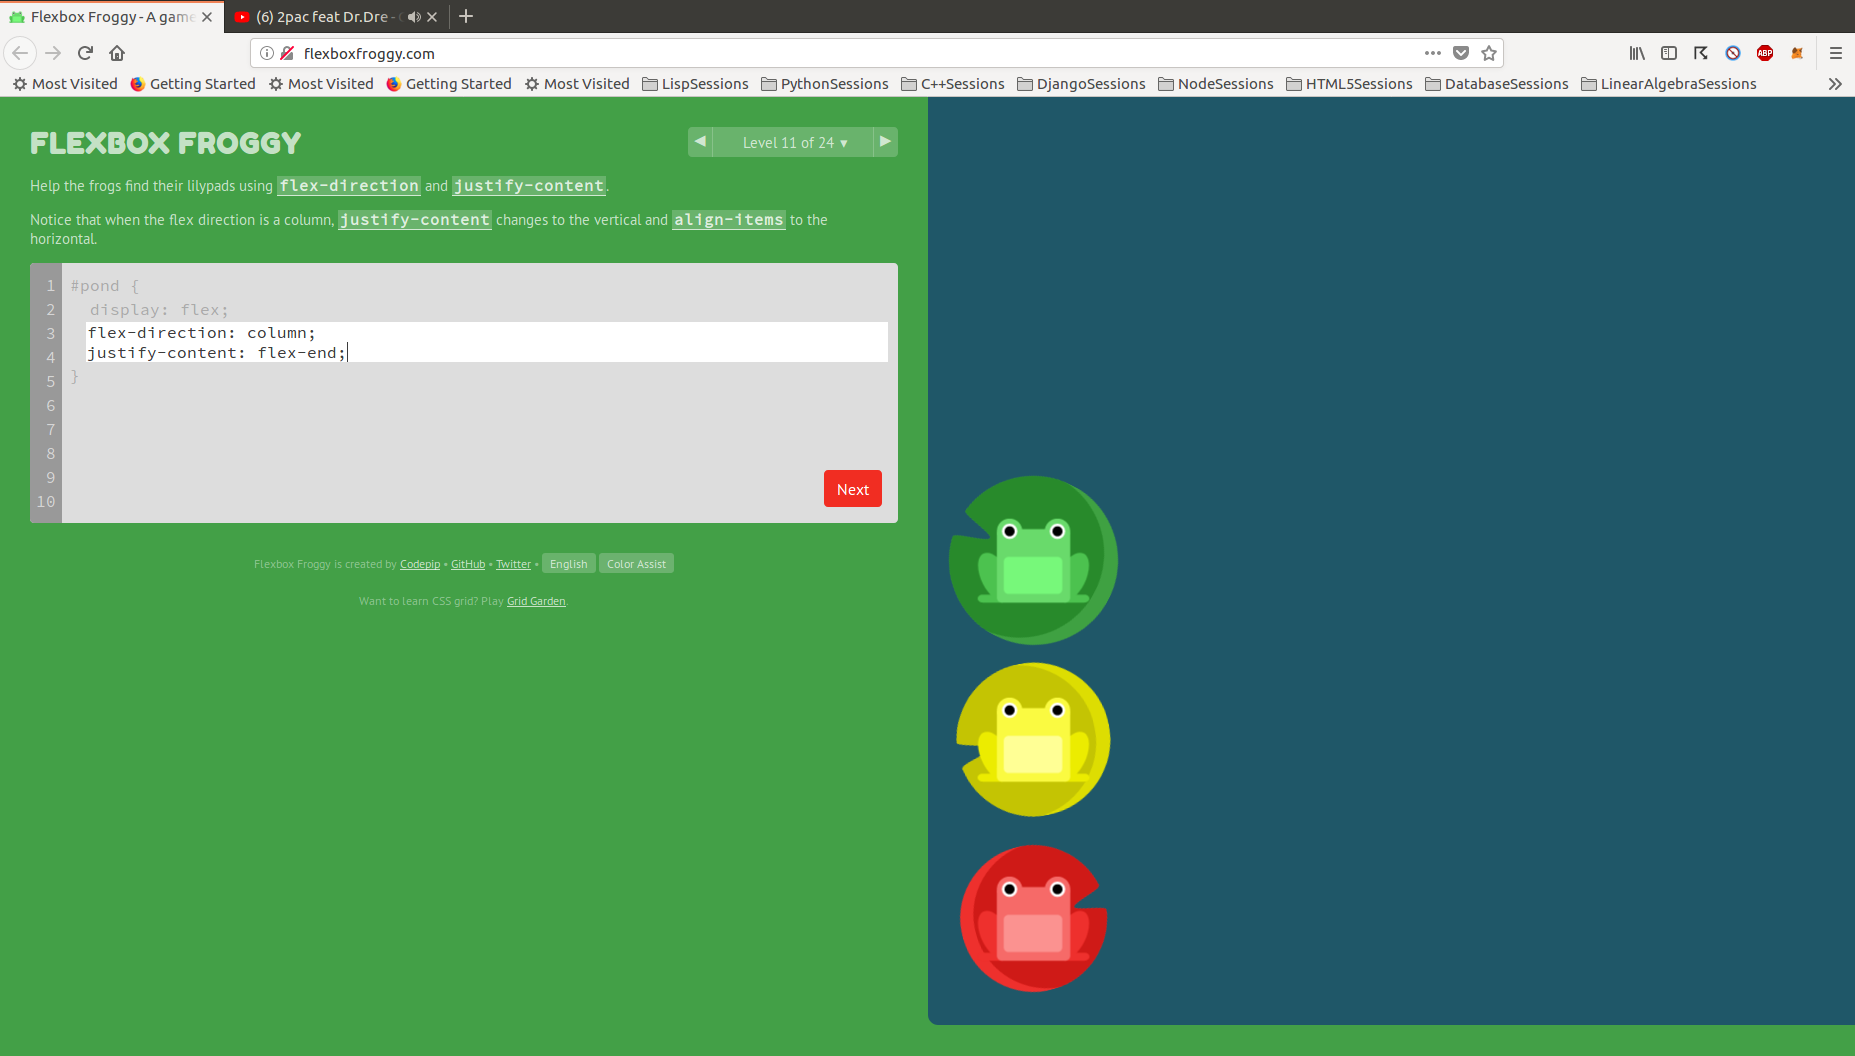 Flexbox Froggy - A game
(6) 2pac feat Dr.Dre -
flexboxfroggy.com
ABP
Most Visited Getting Started Most Visited Getting Started Most Visited LispSessions PythonSessions C++Sessions DjangoSessions NodeSessions HTML5Sessions DatabaseSessions LinearAlgebraSessions
FLEXBOX FROGGY
◀ Level 11 of 24 ▾ ▶
Help the frogs find their lilypads using flex-direction and justify-content.
Notice that when the flex direction is a column, justify-content changes to the vertical and align-items to the
horizontal.
1 #pond {
2 display: flex;
3 flex-direction: column;
4 justify-content: flex-end;
5 }
6
7
8
9
10
Next
Flexbox Froggy is created by Codepip • GitHub • Twitter • English Color Assist
Want to learn CSS grid? Play Grid Garden.